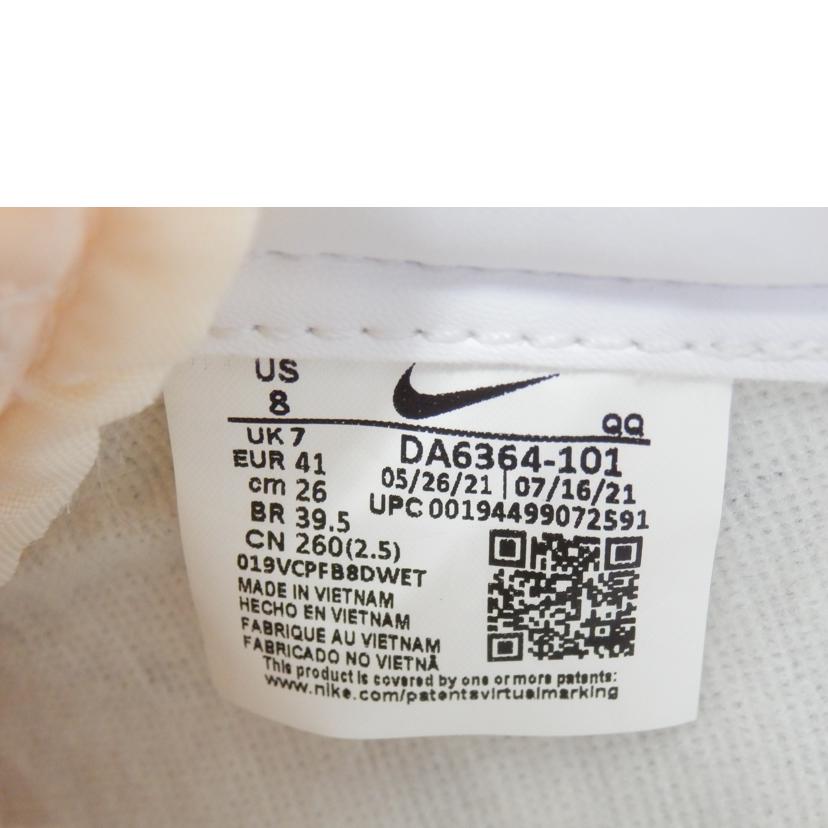 US
8
QQ
UK 7
EUR 41
cm 26
BR 39.5
CN 260(2.5)
DA6364-101
05/26/21 | 07/16/21
UPC 00194499072591
019VCPFB8DWET
MADE IN VIETNAM
HECHO EN VIETNAM
FABRIQUE AU VIETNAM
FABRICADO NO VIETNÃ
This product is covered by one or more patents:
www.nike.com/patentsvirtualmarking